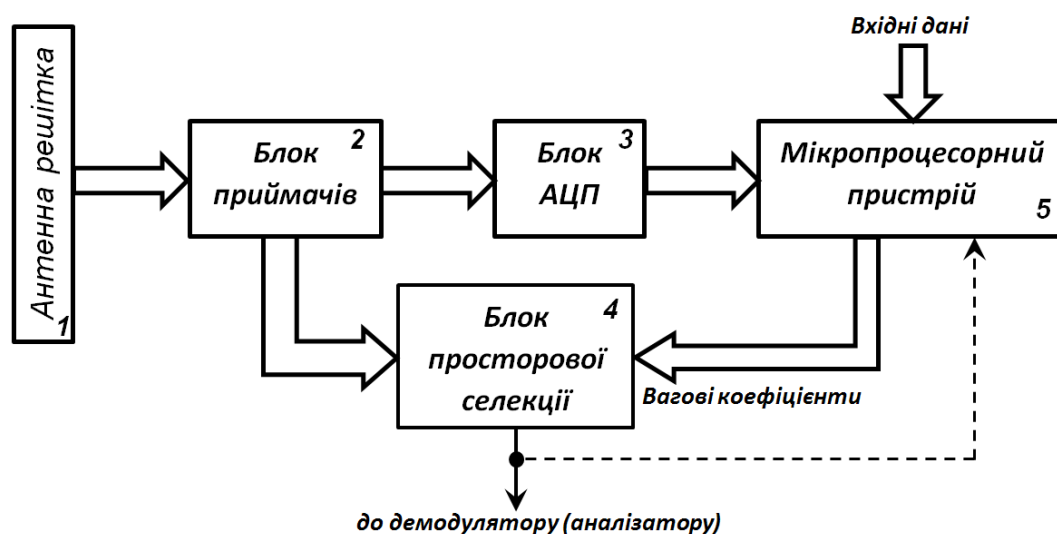 Вхідні дані
Антенна решітка
1
2
Блок
приймачів
3
Блок
АЦП
Мікропроцесорний
пристрій
5
4
Блок
просторової
селекції
Вагові коефіцієнти
до демодулятору (аналізатору)